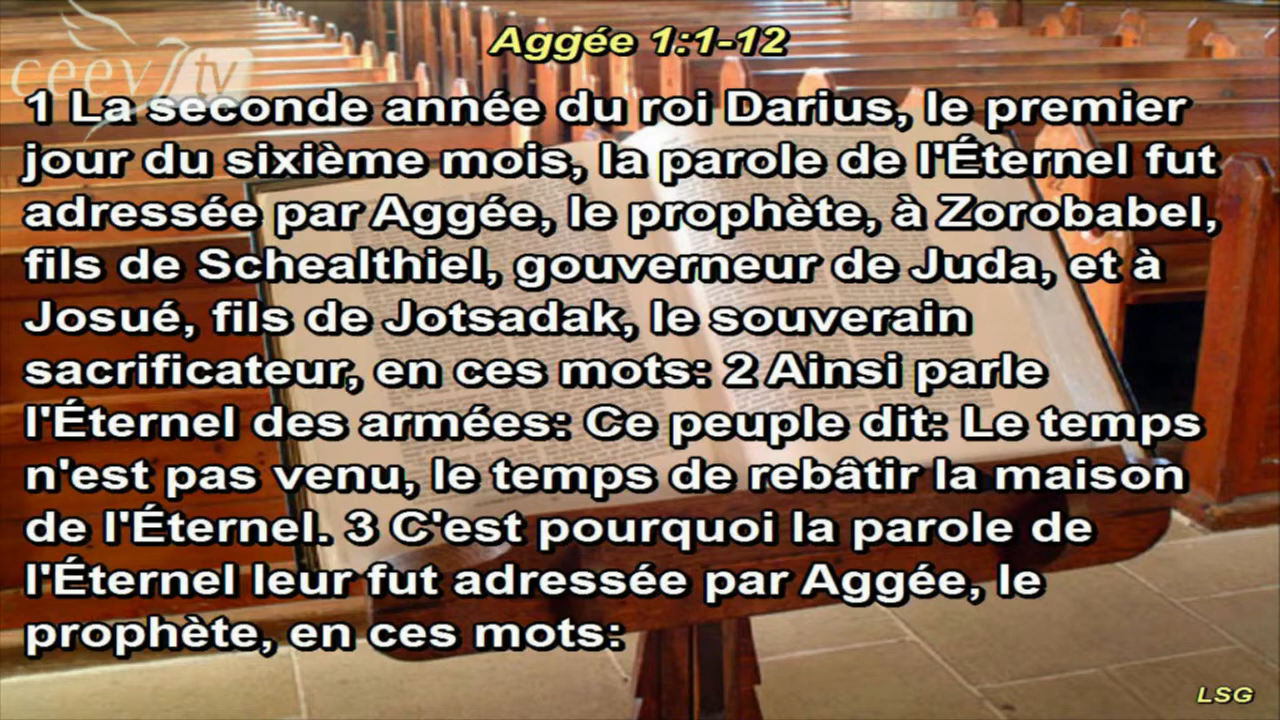 Aggée 1:1-12
ceev tv
1 La seconde année du roi Darius, le premier
jour du sixième mois, la parole de l'Éternel fut
adressée par Aggée, le prophète, à Zorobabel,
fils de Schealthiel, gouverneur de Juda, et à
Josué, fils de Jotsadak, le souverain
sacrificateur, en ces mots: 2 Ainsi parle
l'Éternel des armées: Ce peuple dit: Le temps
n'est pas venu, le temps de rebâtir la maison
de l'Éternel. 3 C'est pourquoi la parole de
l'Éternel leur fut adressée par Aggée, le
prophète, en ces mots:
LSG